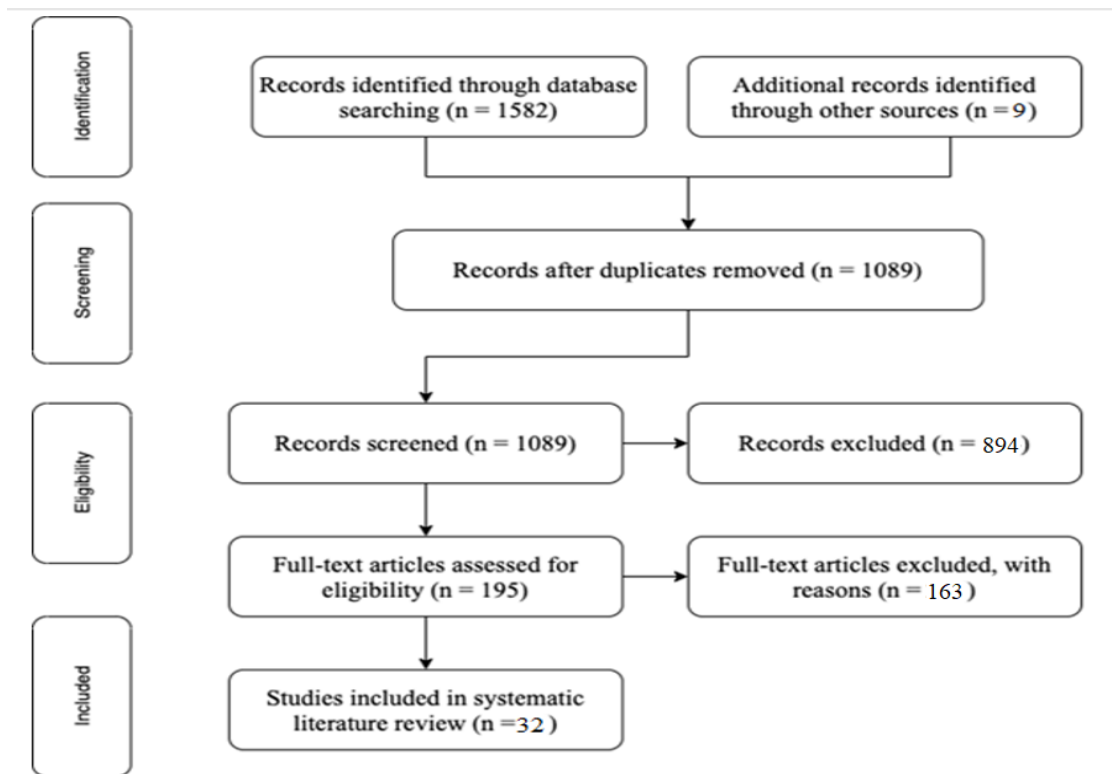 Identification
Records identified through database
searching (n = 1582)
Additional records identified
through other sources (n = 9)
Screening
Records after duplicates removed (n = 1089)
Eligibility
Records screened (n = 1089)
Records excluded (n = 894)
Full-text articles assessed for
eligibility (n = 195)
Full-text articles excluded, with
reasons (n = 163)
Included
Studies included in systematic
literature review (n =32 )